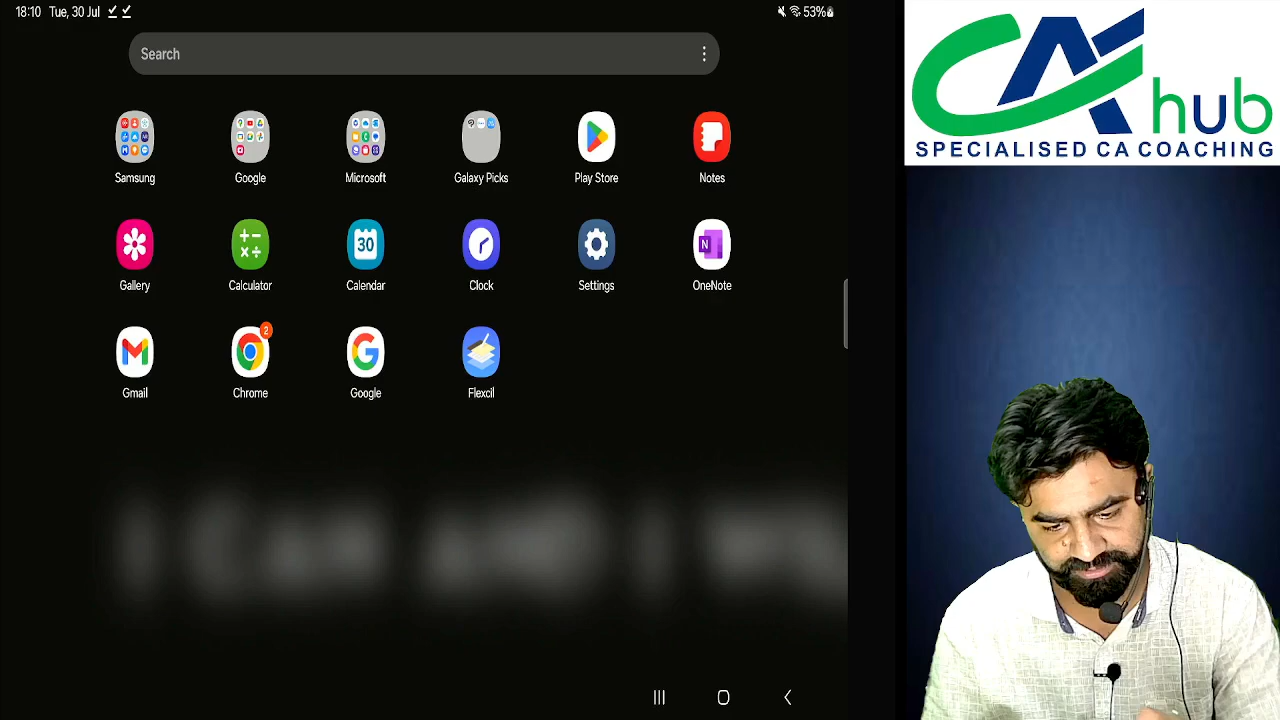 18:10 Tue, 30 Jul
53%
CA hub
SPECIALISED CA COACHING
Search
Samsung
Google
Microsoft
Galaxy Picks
Play Store
Notes
Gallery
Calculator
30
Calendar
Clock
Settings
N
OneNote
Gmail
2
Chrome
Google
Flexcil